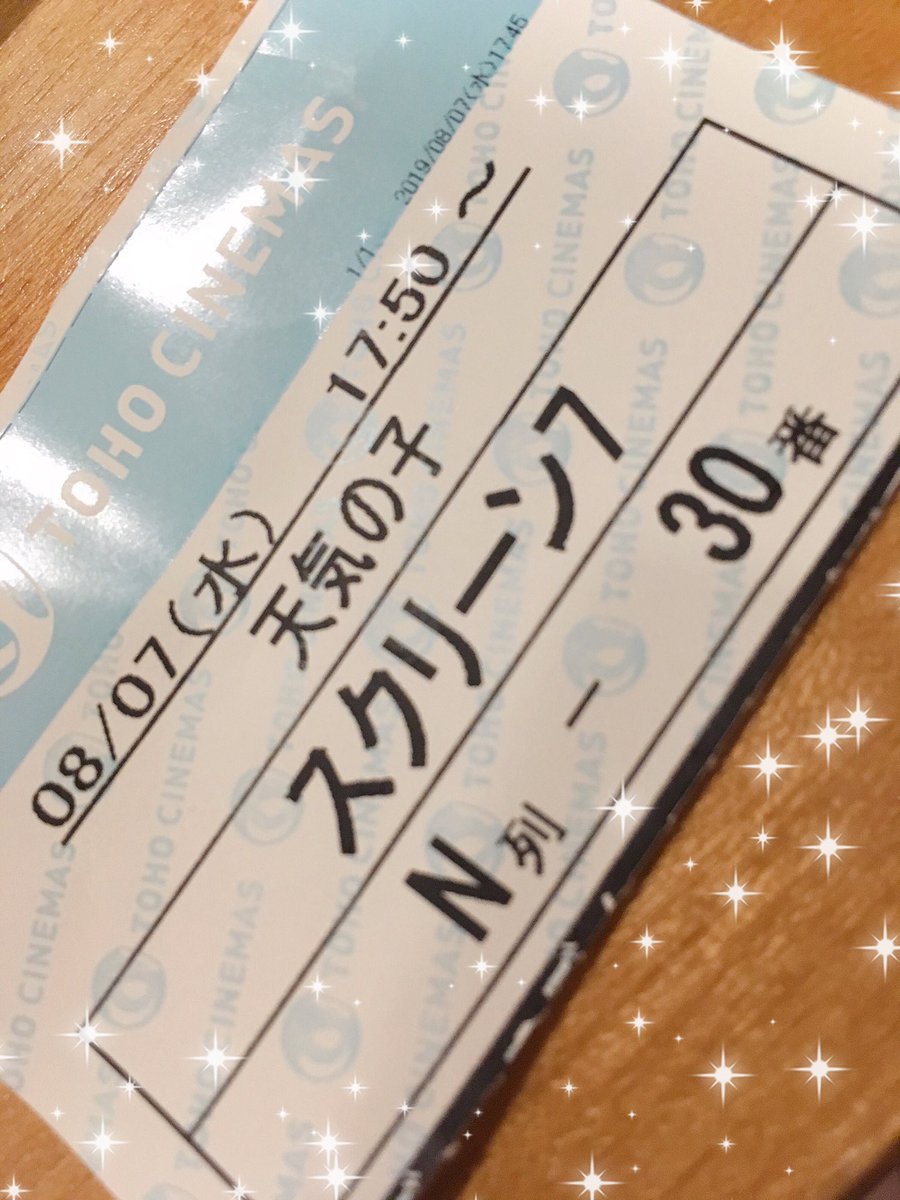 TOHO CINEMAS
2019/08/07(水)17:45
1/1
08/07(水) 17:50 ~
天気の子
スクリーン7
N列 - 30番